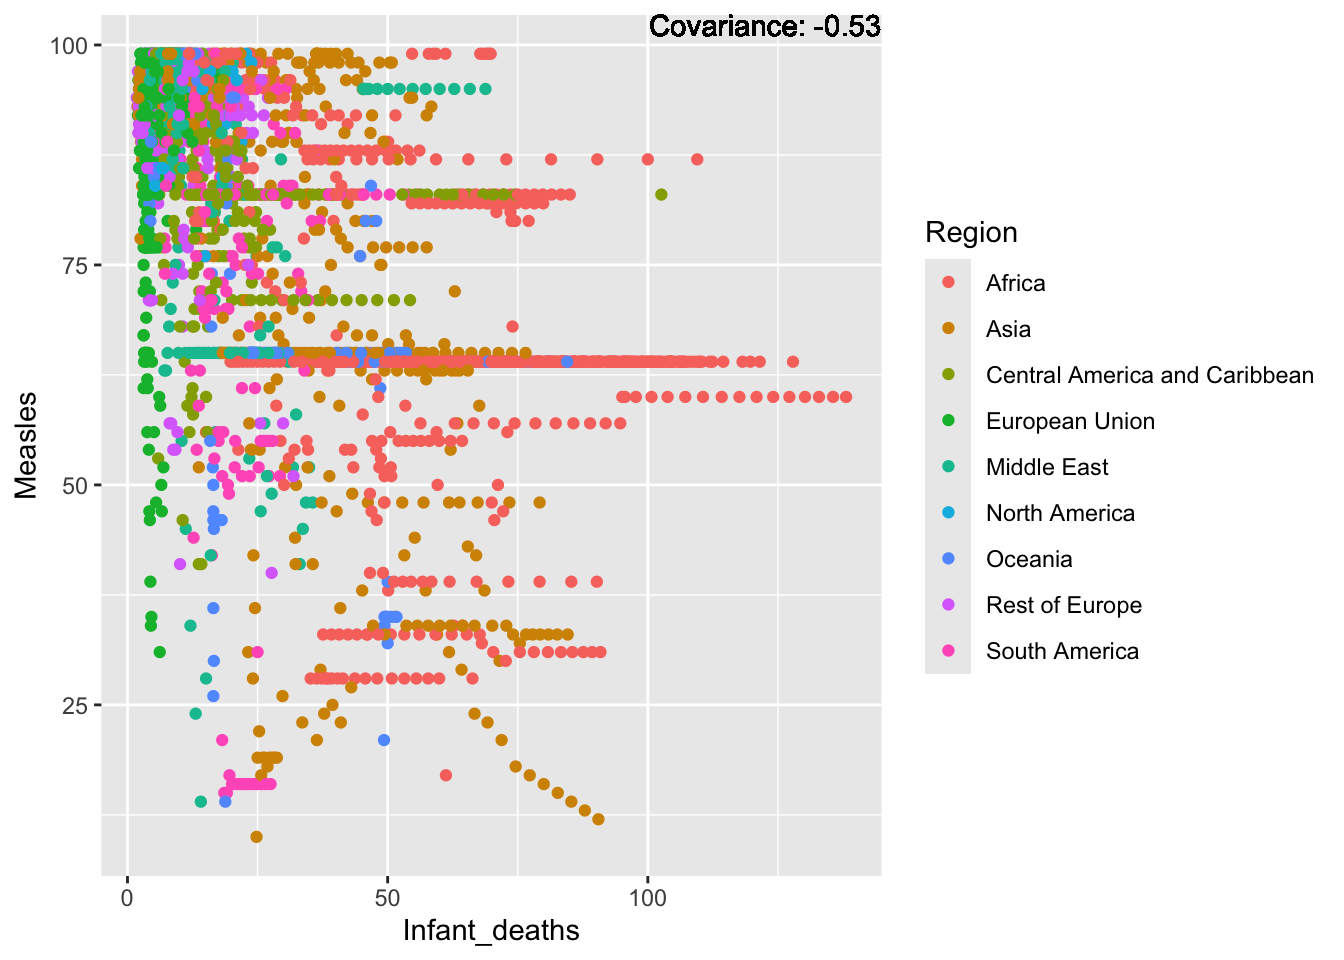 Covariance: -0.53
100
75
50
25
Measles
0
50
100
Infant_deaths
Region
Africa
Asia
Central America and Caribbean
European Union
Middle East
North America
Oceania
Rest of Europe
South America